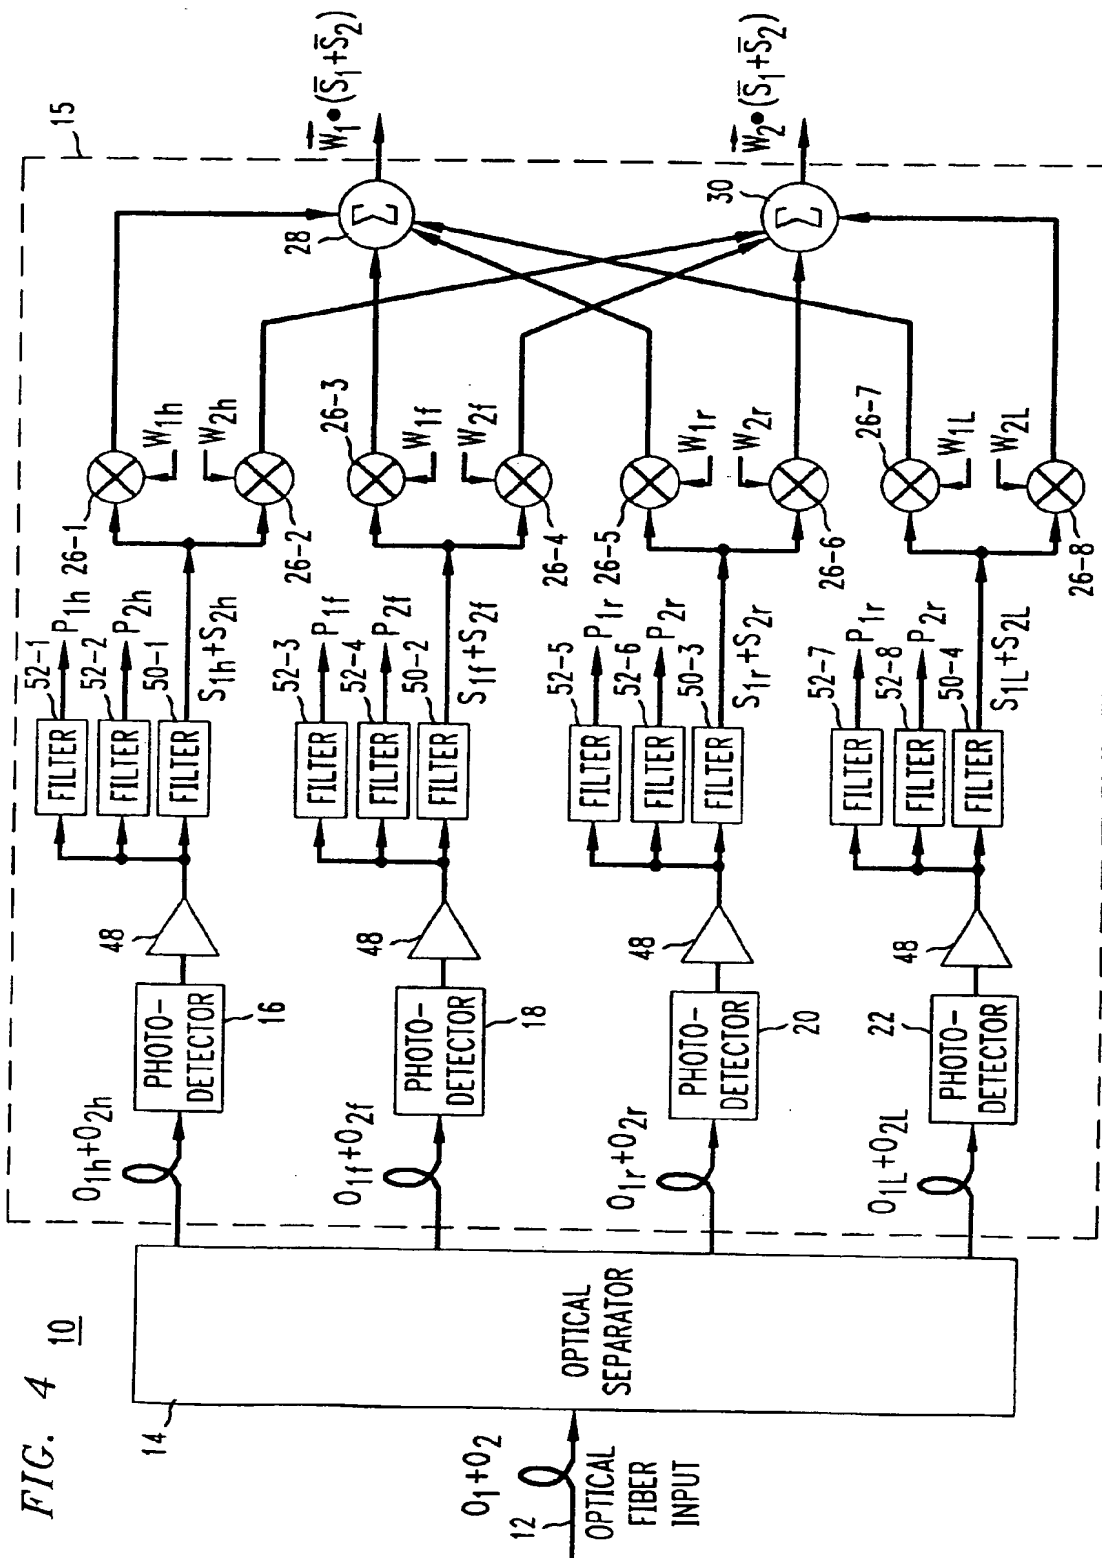 FIG. 4
10
O1+O2
12
OPTICAL
FIBER
INPUT
14
OPTICAL
SEPARATOR
15
O1h+O2h
PHOTO-
DETECTOR
16
48
FILTER
52-1
P1h
FILTER
52-2
P2h
FILTER
50-1
S1h+S2h
26-1
W1h
W2h
26-2
O1f+O2f
PHOTO-
DETECTOR
18
48
FILTER
52-3
P1f
FILTER
52-4
P2f
FILTER
50-2
S1f+S2f
26-3
W1f
W2f
26-4
O1r+O2r
PHOTO-
DETECTOR
20
48
FILTER
52-5
P1r
FILTER
52-6
P2r
FILTER
50-3
S1r+S2r
26-5
W1r
W2r
26-6
O1L+O2L
PHOTO-
DETECTOR
22
48
FILTER
52-7
P1r
FILTER
52-8
P2r
FILTER
50-4
S1L+S2L
26-7
W1L
W2L
26-8
Σ
28
W̅1•(S̅1+S̅2)
Σ
30
W̅2•(S̅1+S̅2)